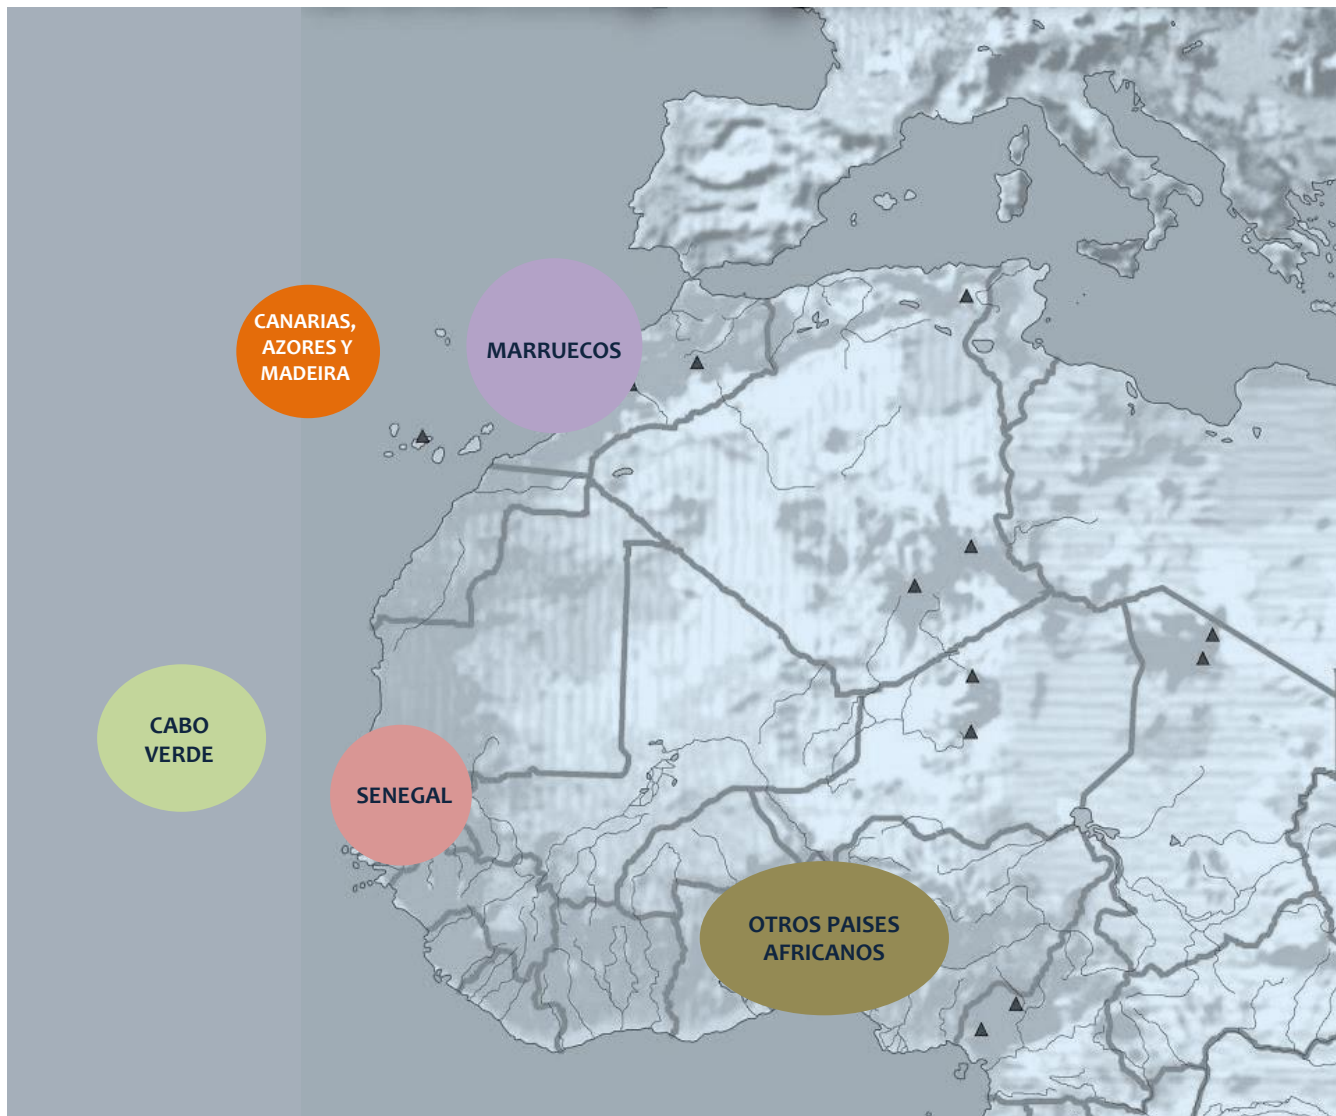 CANARIAS,
AZORES Y
MADEIRA
MARRUECOS
CABO
VERDE
SENEGAL
OTROS PAISES
AFRICANOS